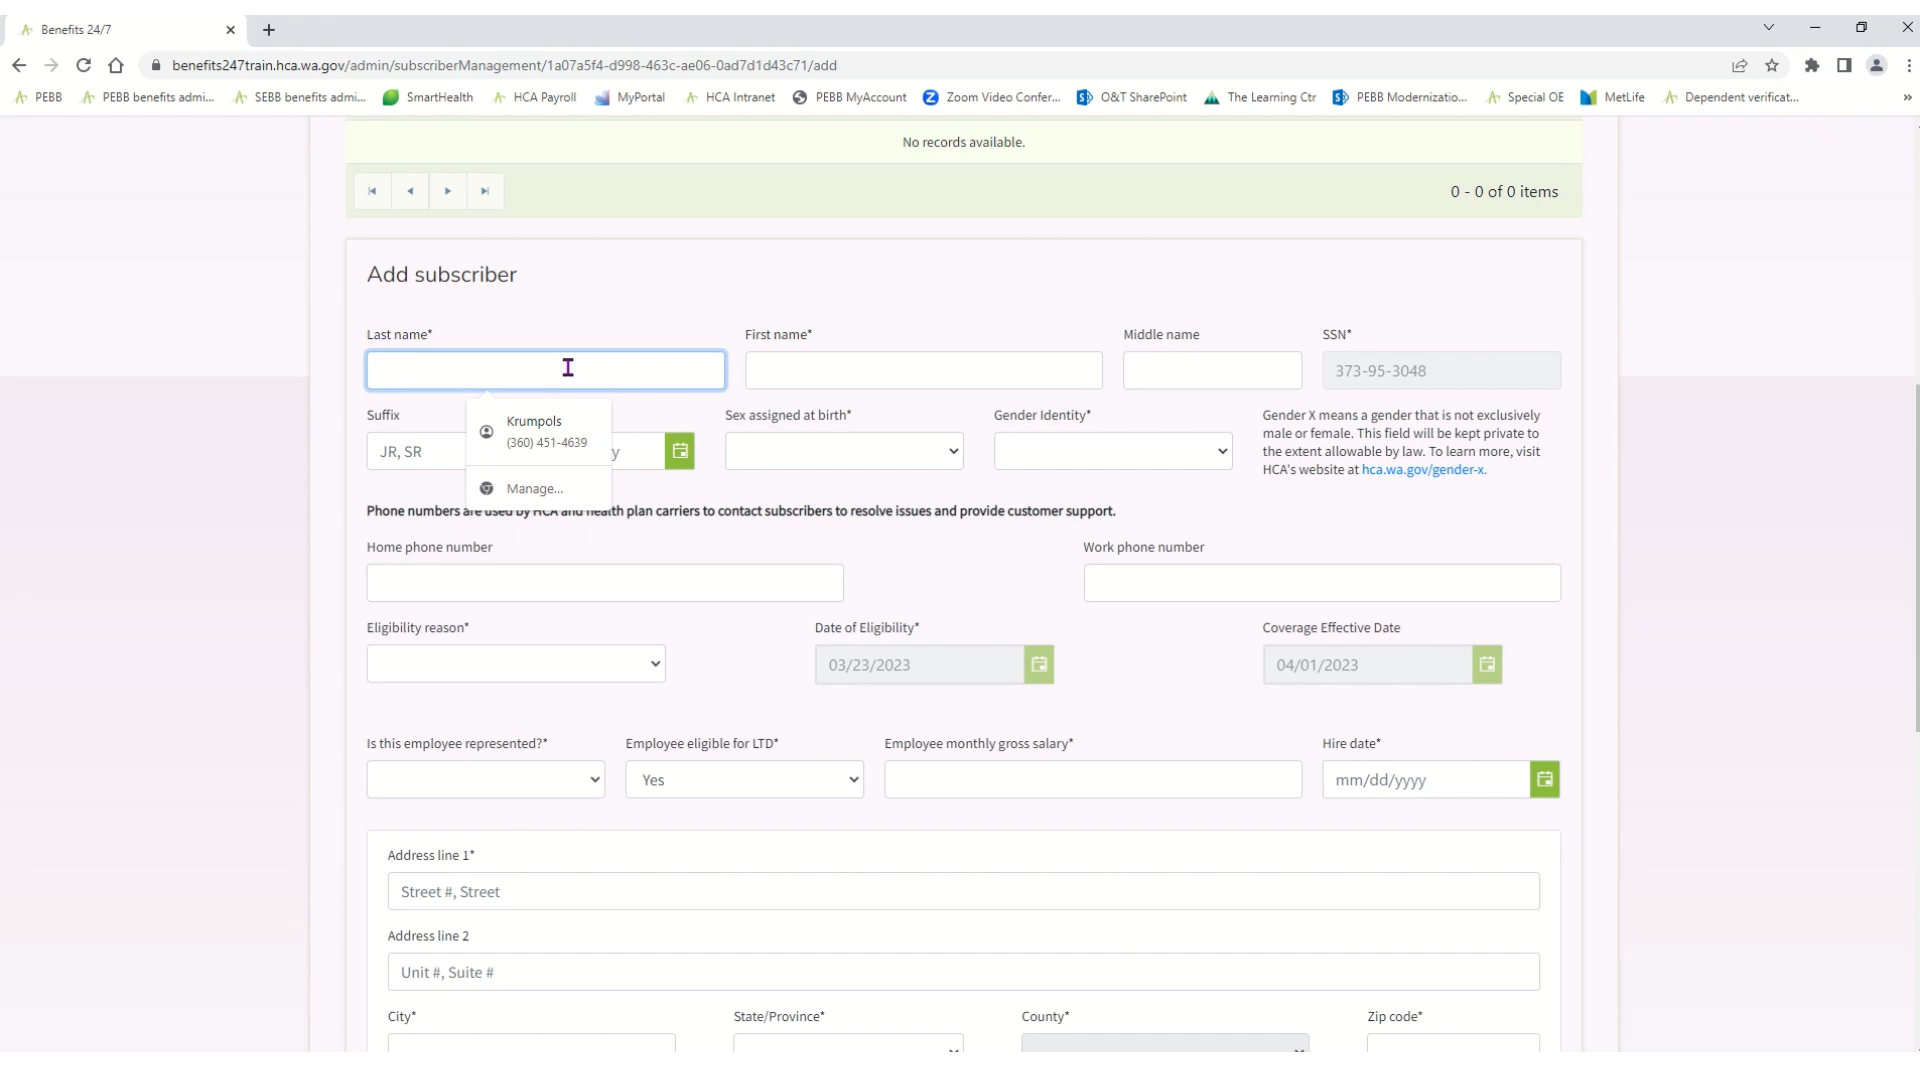 Benefits 24/7
benefits247train.hca.wa.gov/admin/subscriberManagement/1a07a5f4-d998-463c-ae06-0ad7d1d43c71/add
PEBB PEBB benefits admi... SEBB benefits admi... SmartHealth HCA Payroll MyPortal HCA Intranet PEBB MyAccount Zoom Video Confer... O&T SharePoint The Learning Ctr PEBB Modernizatio... Special OE MetLife Dependent verificat... »
No records available.
0 - 0 of 0 items
Add subscriber
Last name* First name* Middle name SSN*
373-95-3048
Suffix Sex assigned at birth* Gender Identity*
JR, SR y
Krumpols
(360) 451-4639
Manage...
Gender X means a gender that is not exclusively
male or female. This field will be kept private to
the extent allowable by law. To learn more, visit
HCA's website at hca.wa.gov/gender-x.
Phone numbers are used by HCA and health plan carriers to contact subscribers to resolve issues and provide customer support.
Home phone number Work phone number
Eligibility reason* Date of Eligibility* Coverage Effective Date
03/23/2023 04/01/2023
Is this employee represented?* Employee eligible for LTD* Employee monthly gross salary* Hire date*
Yes mm/dd/yyyy
Address line 1*
Street #, Street
Address line 2
Unit #, Suite #
City* State/Province* County* Zip code*